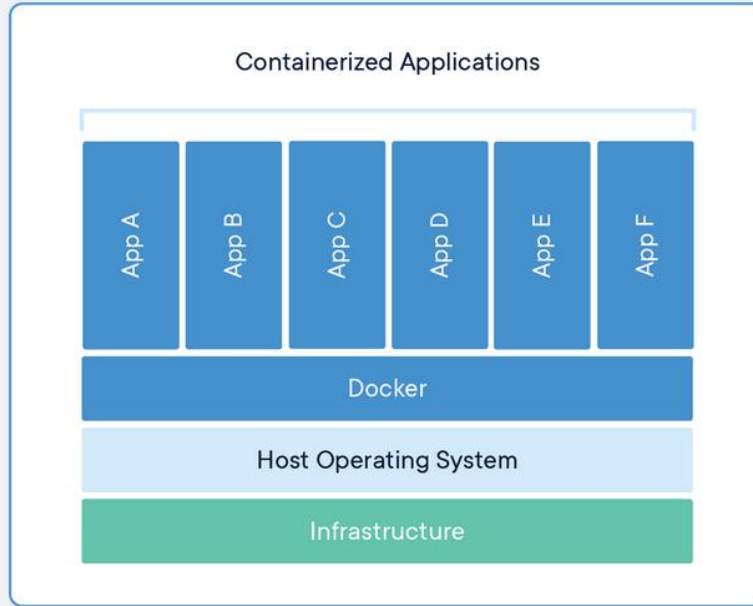 Containerized Applications
App A
App B
App C
App D
App E
App F
Docker
Host Operating System
Infrastructure